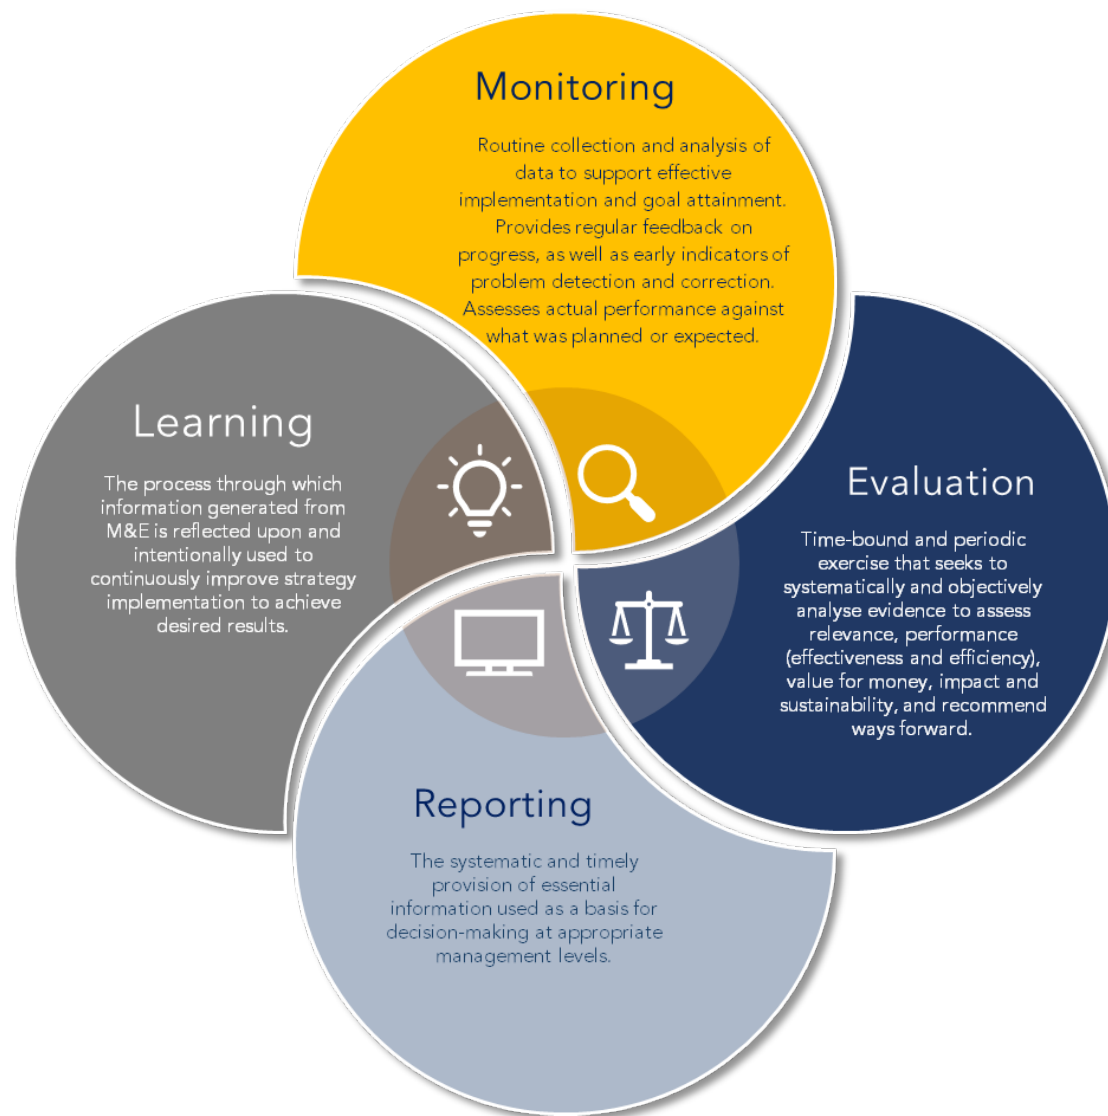 Monitoring
Routine collection and analysis of
data to support effective
implementation and goal attainment.
Provides regular feedback on
progress, as well as early indicators of
problem detection and correction.
Assesses actual performance against
what was planned or expected.
Learning
The process through which
information generated from
M&E is reflected upon and
intentionally used to
continuously improve strategy
implementation to achieve
desired results.
Evaluation
Time-bound and periodic
exercise that seeks to
systematically and objectively
analyse evidence to assess
relevance, performance
(effectiveness and efficiency),
value for money, impact and
sustainability, and recommend
ways forward.
Reporting
The systematic and timely
provision of essential
information used as a basis for
decision-making at appropriate
management levels.